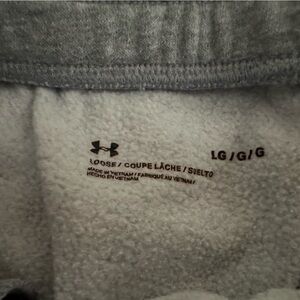 LG / G / G
LOOSE / COUPE LÂCHE / SUELTO
MADE IN VIETNAM / FABRIQUÉ AU VIETNAM /
HECHO EN VIETNAM